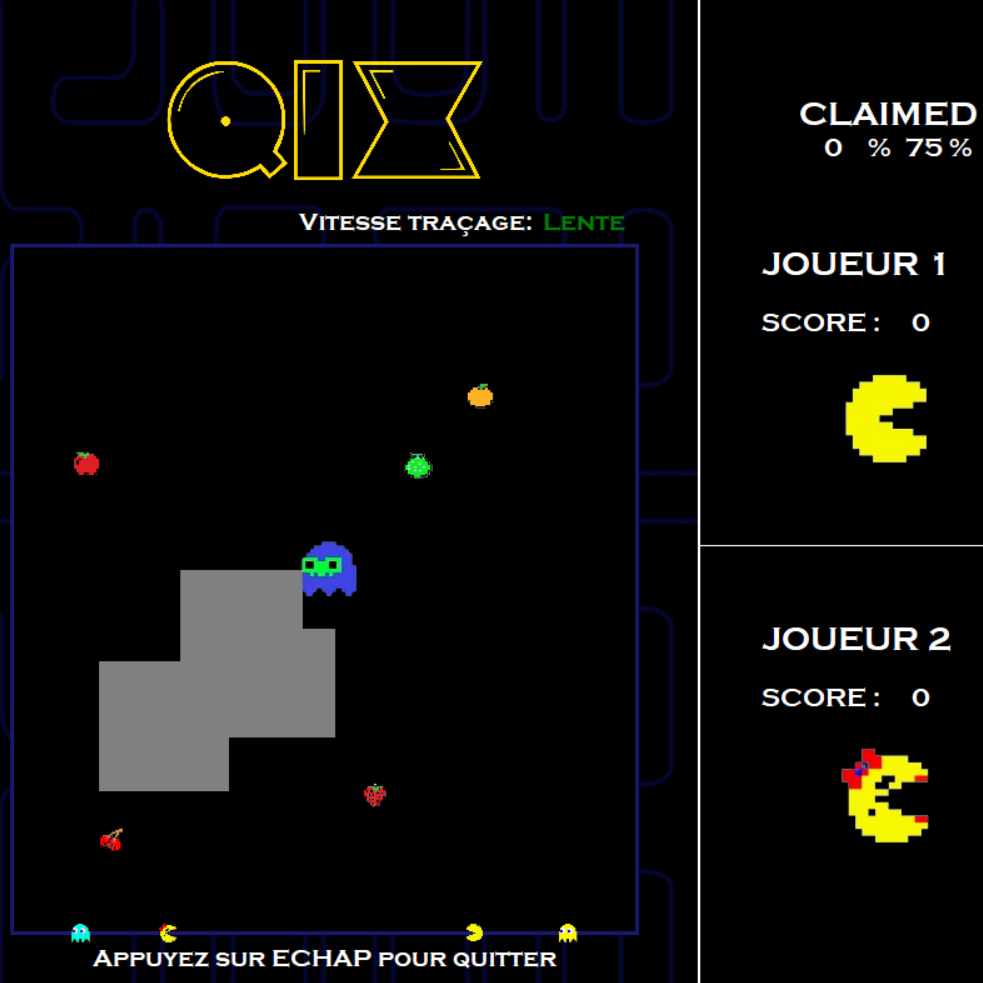 QIX
VITESSE TRAÇAGE: LENTE
CLAIMED
0 % 75 %
JOUEUR 1
SCORE : 0
JOUEUR 2
SCORE : 0
APPUYEZ SUR ECHAP POUR QUITTER